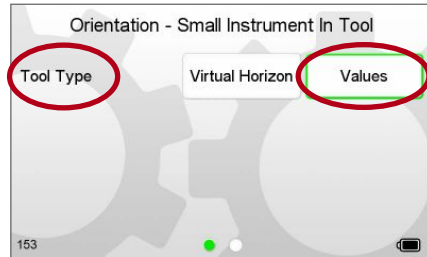 Orientation - Small Instrument In Tool
Tool Type Virtual Horizon Values
153